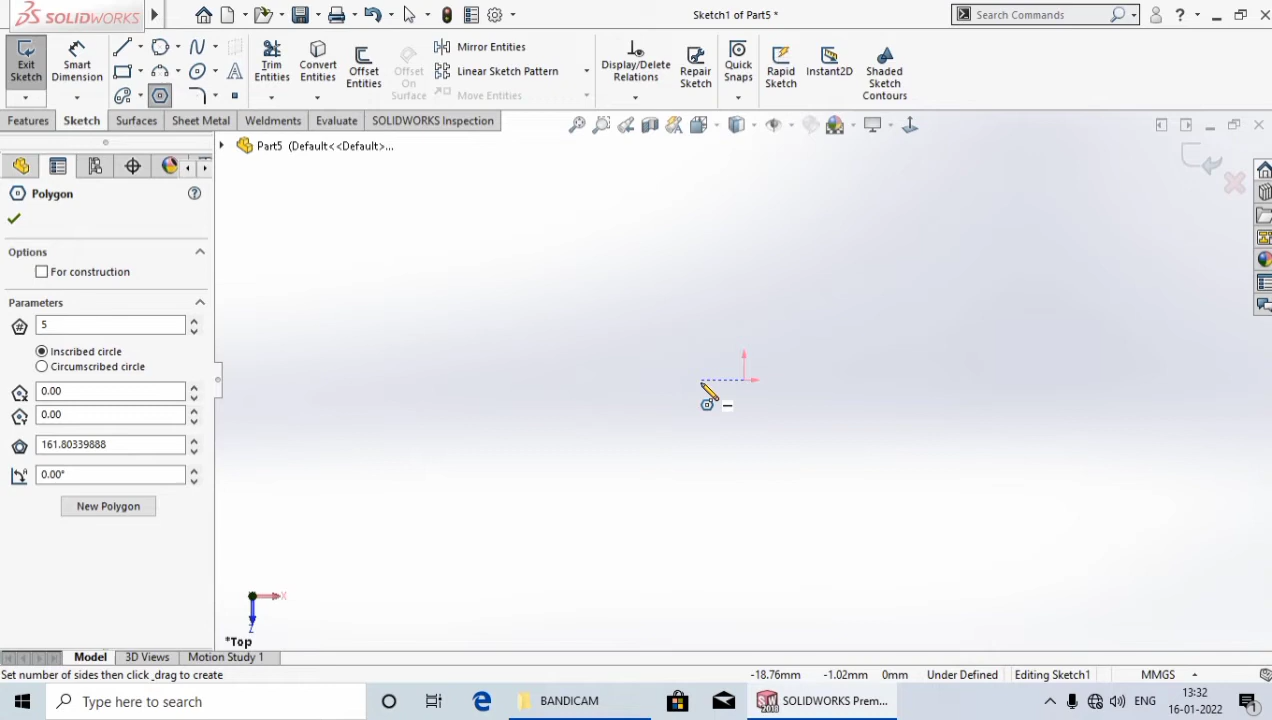 SOLIDWORKS
Sketch1 of Part5 *
Search Commands
Exit Sketch
Smart Dimension
Trim Entities
Convert Entities
Offset Entities
Offset On Surface
Mirror Entities
Linear Sketch Pattern
Move Entities
Display/Delete Relations
Repair Sketch
Quick Snaps
Rapid Sketch
Instant2D
Shaded Sketch Contours
Features
Sketch
Surfaces
Sheet Metal
Weldments
Evaluate
SOLIDWORKS Inspection
Part5 (Default<<Default>...
Polygon
Options
For construction
Parameters
5
Inscribed circle
Circumscribed circle
0.00
0.00
161.80339888
0.00°
New Polygon
X
Z
*Top
Model
3D Views
Motion Study 1
Set number of sides then click _drag to create
-18.76mm
-1.02mm
0mm
Under Defined
Editing Sketch1
MMGS
Type here to search
BANDICAM
SOLIDWORKS Prem...
ENG
13:32
16-01-2022